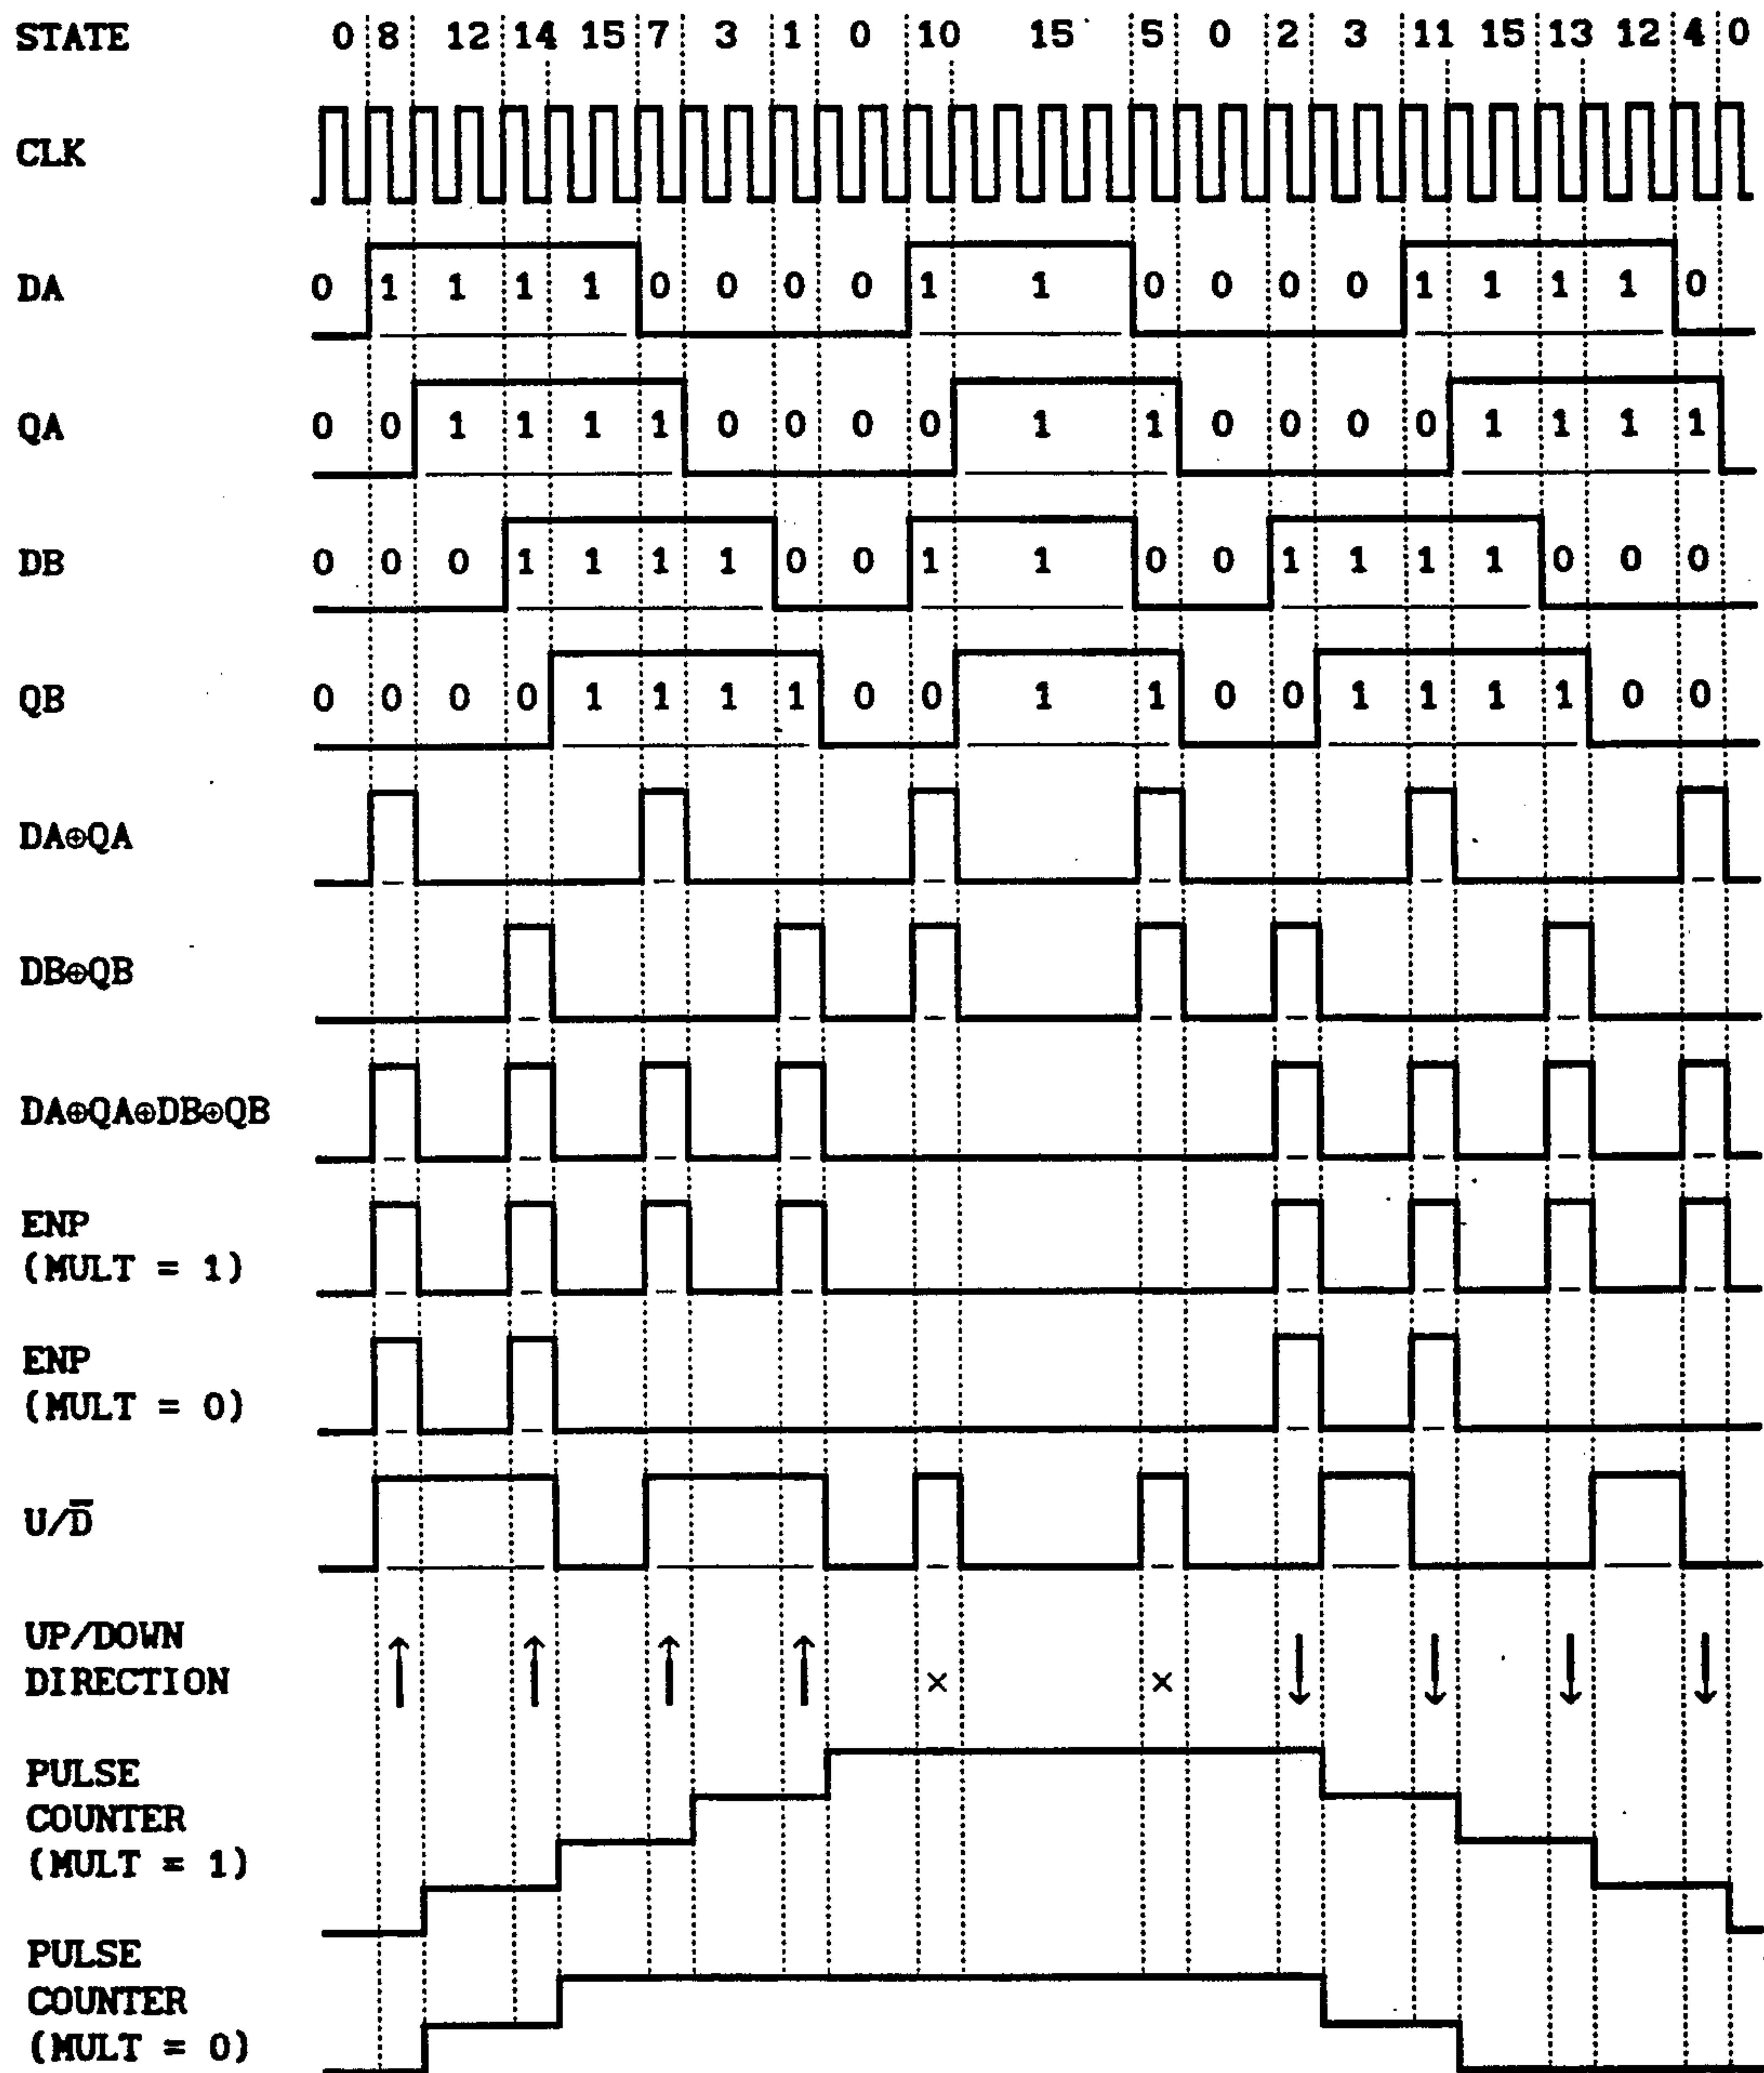 STATE 0 8 12 14 15 7 3 1 0 10 15 5 0 2 3 11 15 13 12 4 0
CLK
DA 0 1 1 1 1 0 0 0 0 1 1 0 0 0 0 1 1 1 1 0
QA 0 0 1 1 1 1 0 0 0 0 1 1 0 0 0 0 1 1 1 1
DB 0 0 0 1 1 1 1 0 0 1 1 0 0 1 1 1 1 0 0 0
QB 0 0 0 0 1 1 1 1 0 0 1 1 0 0 1 1 1 1 0 0
DA⊕QA
DB⊕QB
DA⊕QA⊕DB⊕QB
ENP
(MULT = 1)
ENP
(MULT = 0)
U/D̅
UP/DOWN
DIRECTION ↑ ↑ ↑ ↑ × × ↓ ↓ ↓ ↓
PULSE
COUNTER
(MULT = 1)
PULSE
COUNTER
(MULT = 0)